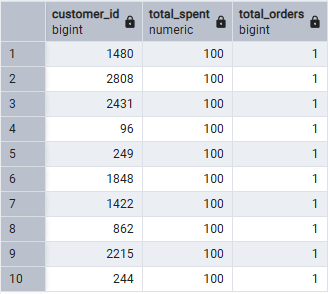 customer_id total_spent total_orders
bigint numeric bigint
1 1480 100 1
2 2808 100 1
3 2431 100 1
4 96 100 1
5 249 100 1
6 1848 100 1
7 1422 100 1
8 862 100 1
9 2215 100 1
10 244 100 1